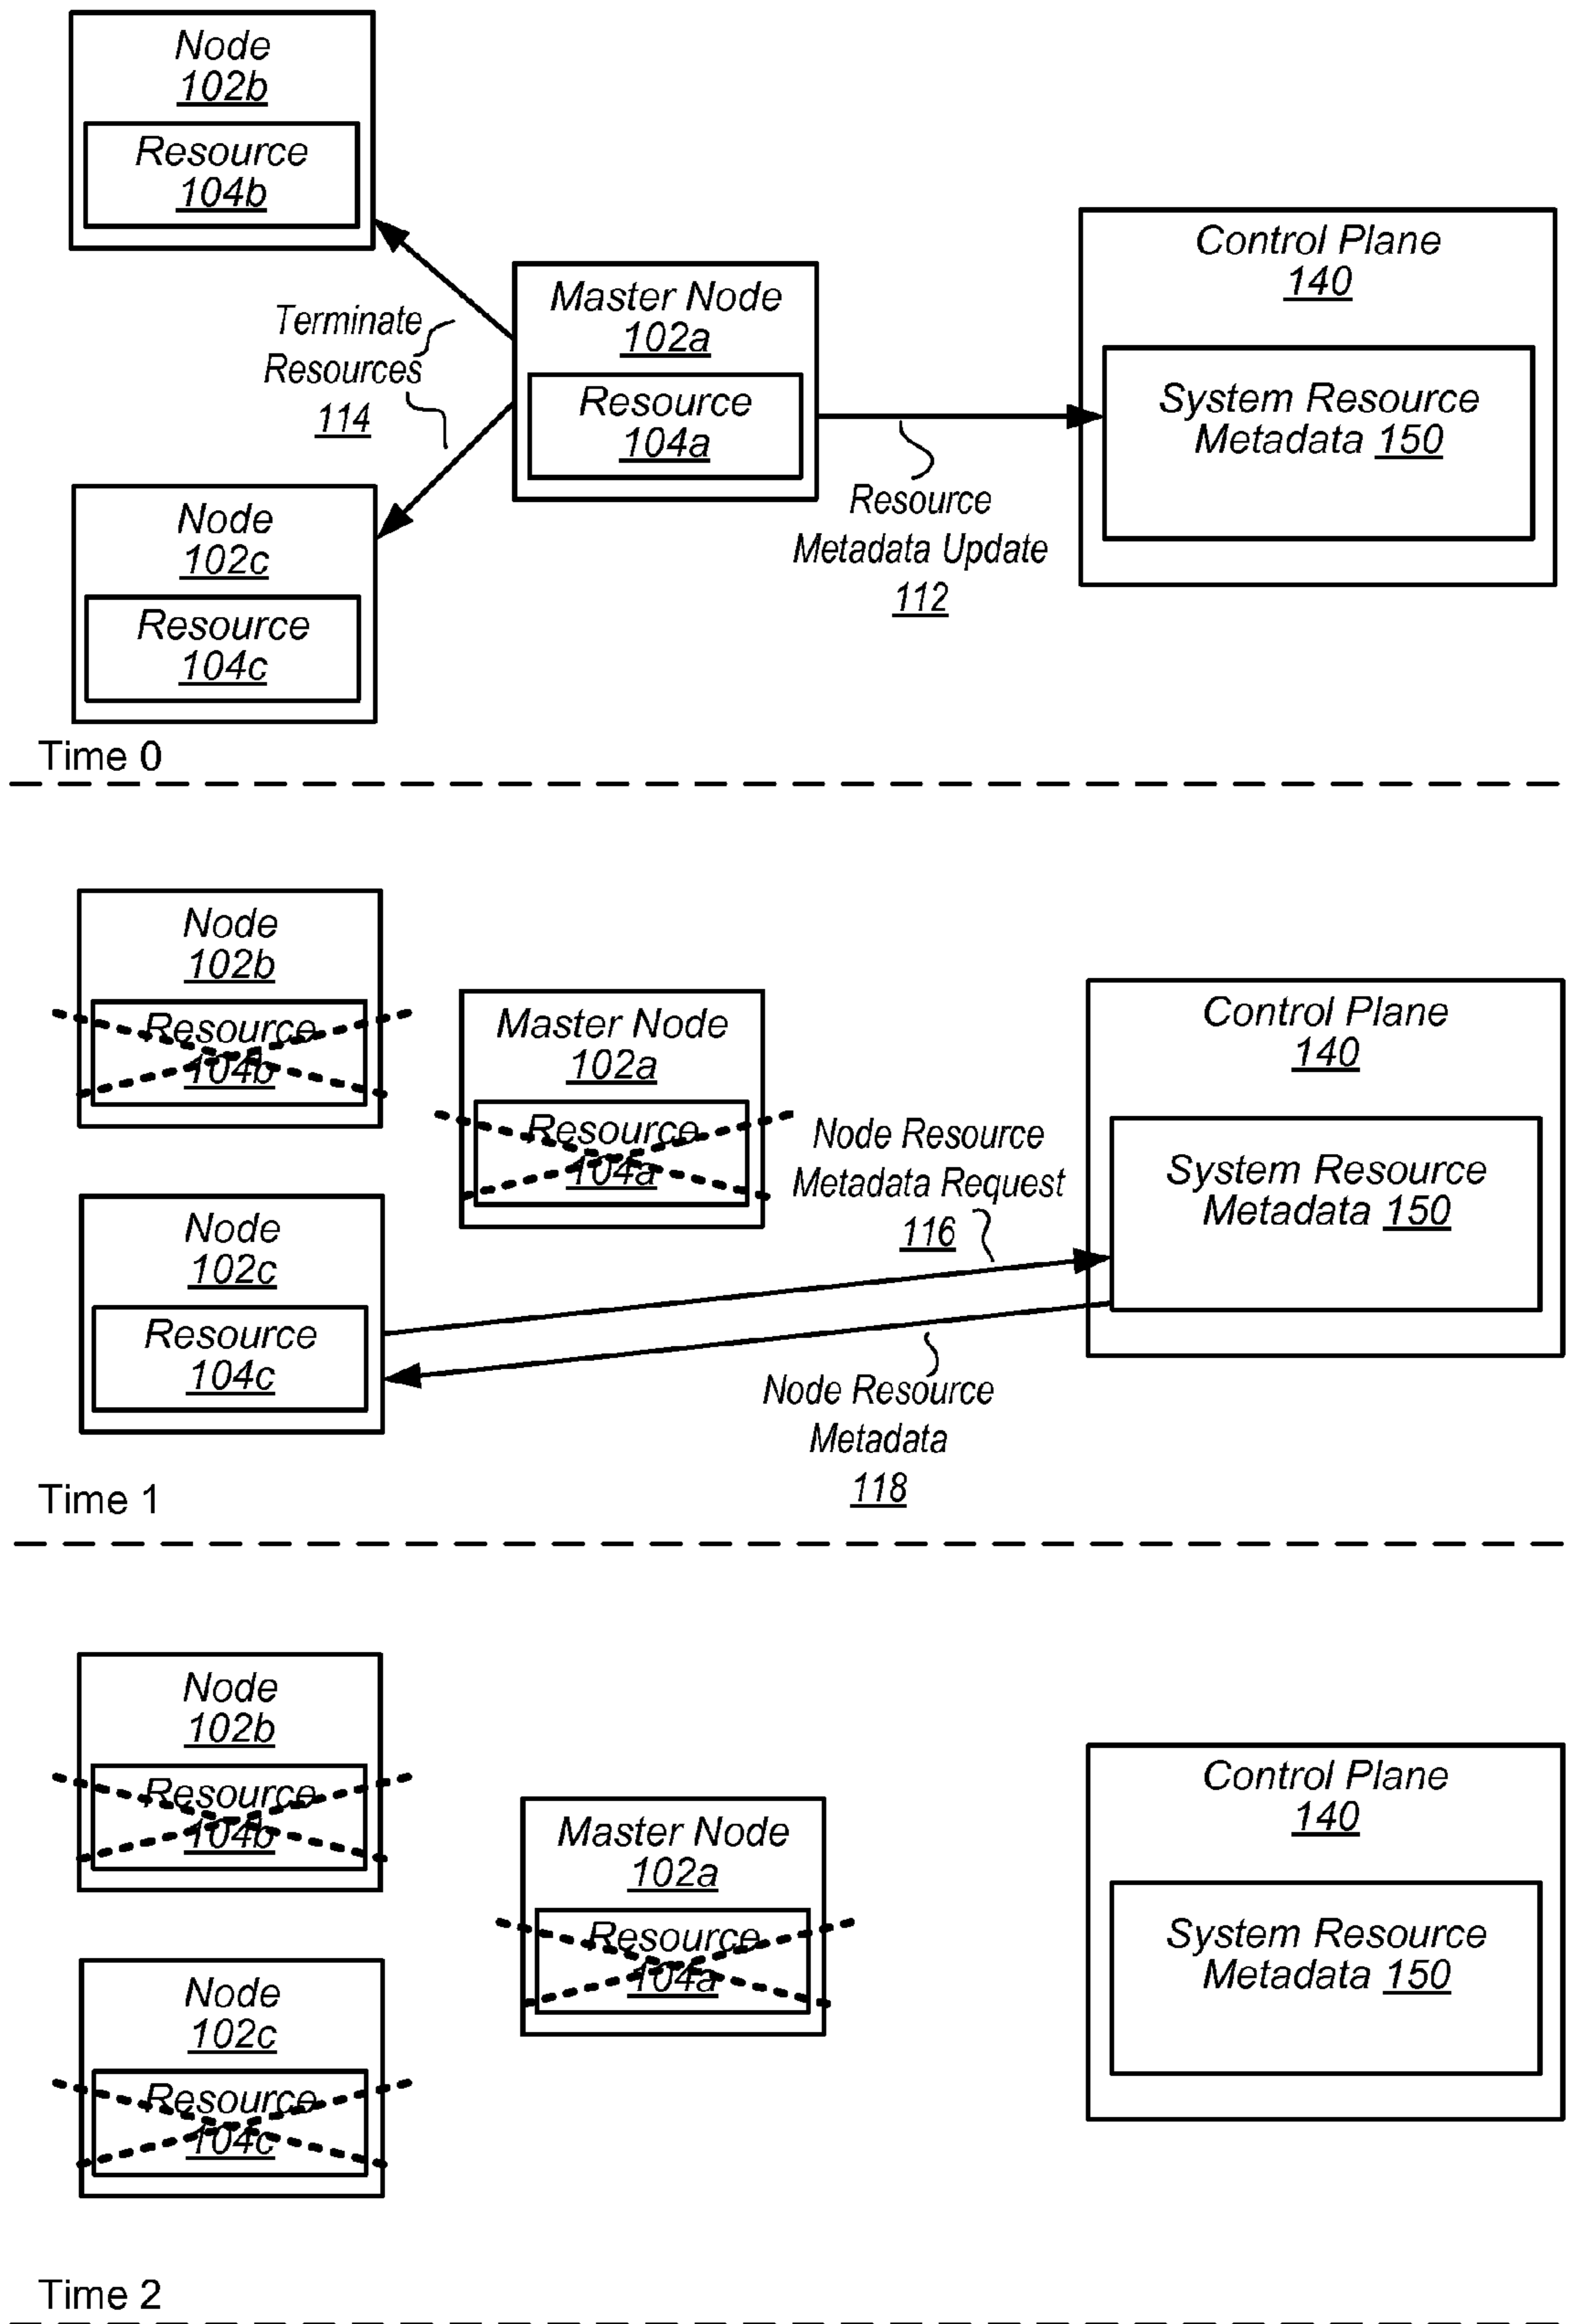 Node
102b
Resource
104b
Control Plane
140
Master Node
102a
Terminate
Resources
114
System Resource
Metadata 150
Resource
104a
Resource
Metadata Update
112
Node
102c
Resource
104c
Time 0
Node
102b
Resource
104b
Master Node
102a
Resource
104a
Control Plane
140
Node Resource
Metadata Request
116
System Resource
Metadata 150
Node
102c
Resource
104c
Node Resource
Metadata
118
Time 1
Node
102b
Resource
104b
Control Plane
140
Master Node
102a
Resource
104a
System Resource
Metadata 150
Node
102c
Resource
104c
Time 2